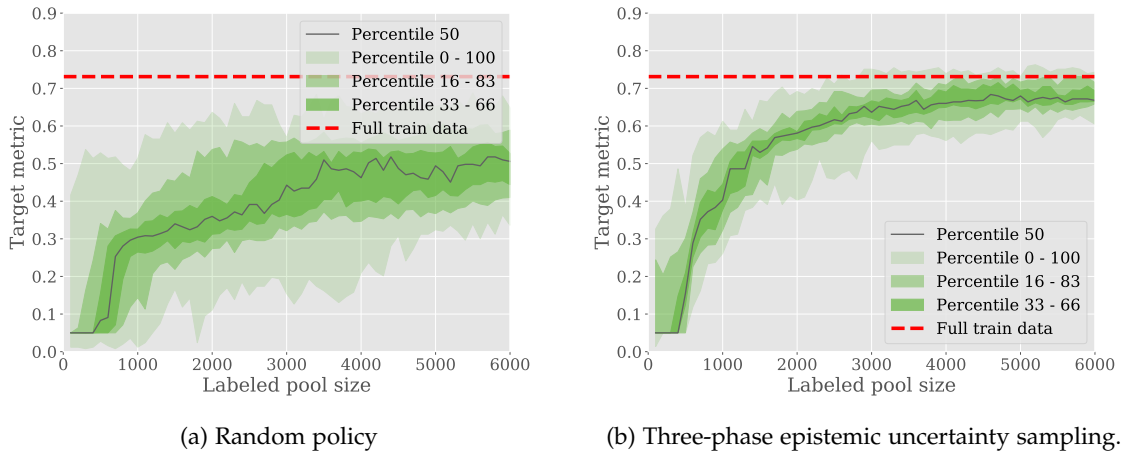 0.9
0.8
0.7
0.6
0.5
0.4
0.3
0.2
0.1
0.0
Target metric
0 1000 2000 3000 4000 5000 6000
Labeled pool size
Percentile 50
Percentile 0 - 100
Percentile 16 - 83
Percentile 33 - 66
Full train data
(a) Random policy
0.9
0.8
0.7
0.6
0.5
0.4
0.3
0.2
0.1
0.0
Target metric
0 1000 2000 3000 4000 5000 6000
Labeled pool size
Percentile 50
Percentile 0 - 100
Percentile 16 - 83
Percentile 33 - 66
Full train data
(b) Three-phase epistemic uncertainty sampling.